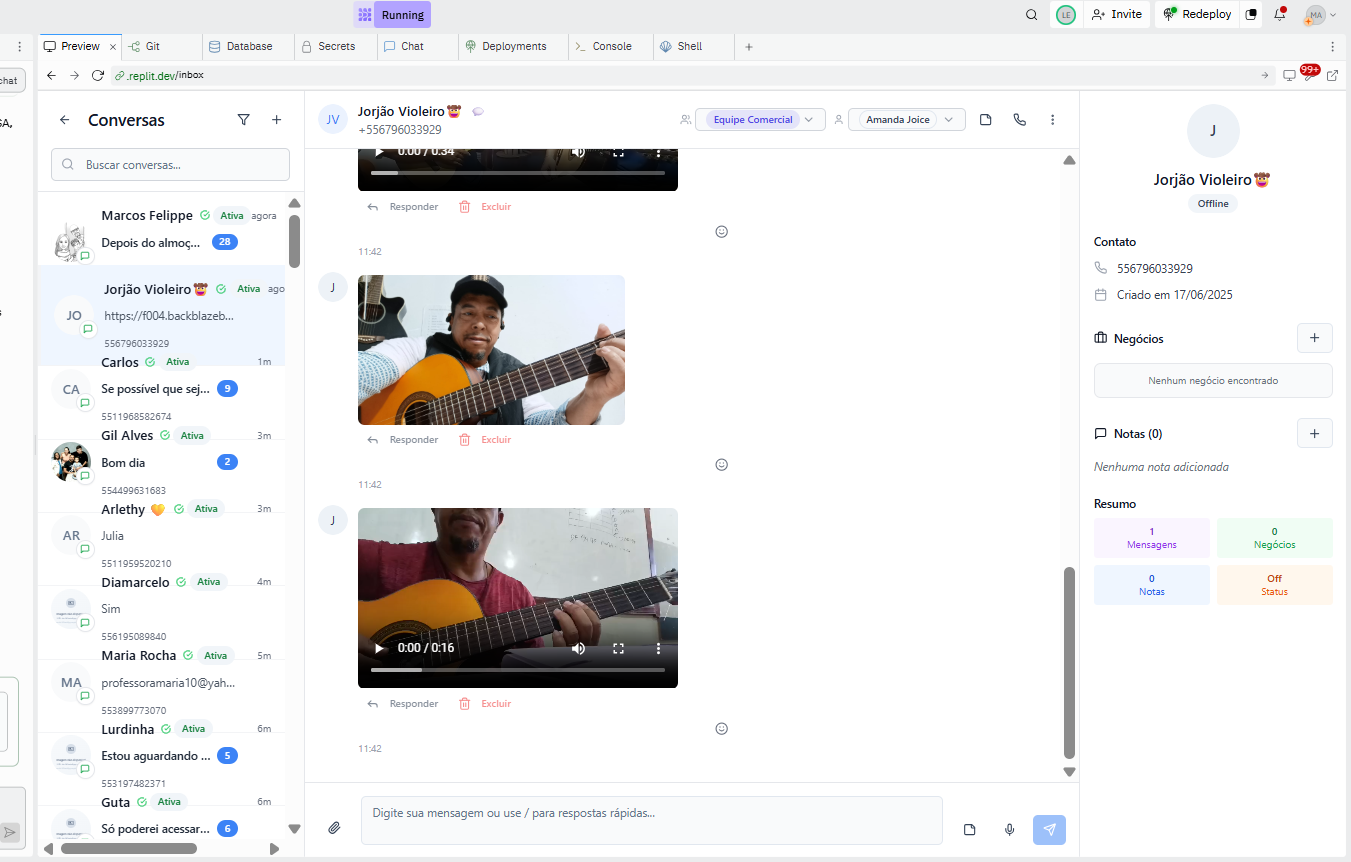 Running
LE
Invite
Redeploy
MA
Preview
Git
Database
Secrets
Chat
Deployments
Console
Shell
chat
.replit.dev/inbox
99+
SA,
Conversas
Buscar conversas...
Marcos Felippe Ativa agora
Depois do almoç... 28
Jorjão Violeiro🤠 Ativa ago
JO
https://f004.backblazeb...
556796033929
Carlos Ativa 1m
CA
Se possível que sej... 9
5511968582674
Gil Alves Ativa 3m
Bom dia 2
554499631683
Arlethy 🧡 Ativa 3m
AR
Julia
5511959520210
Diamarcelo Ativa 4m
Sim
556195089840
Maria Rocha Ativa 5m
MA
professoramaria10@yah...
553899773070
Lurdinha Ativa 6m
Estou aguardando ... 5
553197482371
Guta Ativa 6m
Só poderei acessar... 6
JV
Jorjão Violeiro🤠
+556796033929
Equipe Comercial
Amanda Joice
0:00 / 0:34
Responder Excluir
11:42
J
Responder Excluir
11:42
J
0:00 / 0:16
Responder Excluir
11:42
Digite sua mensagem ou use / para respostas rápidas...
J
Jorjão Violeiro🤠
Offline
Contato
556796033929
Criado em 17/06/2025
Negócios
Nenhum negócio encontrado
Notas (0)
Nenhuma nota adicionada
Resumo
1
Mensagens
0
Negócios
0
Notas
Off
Status